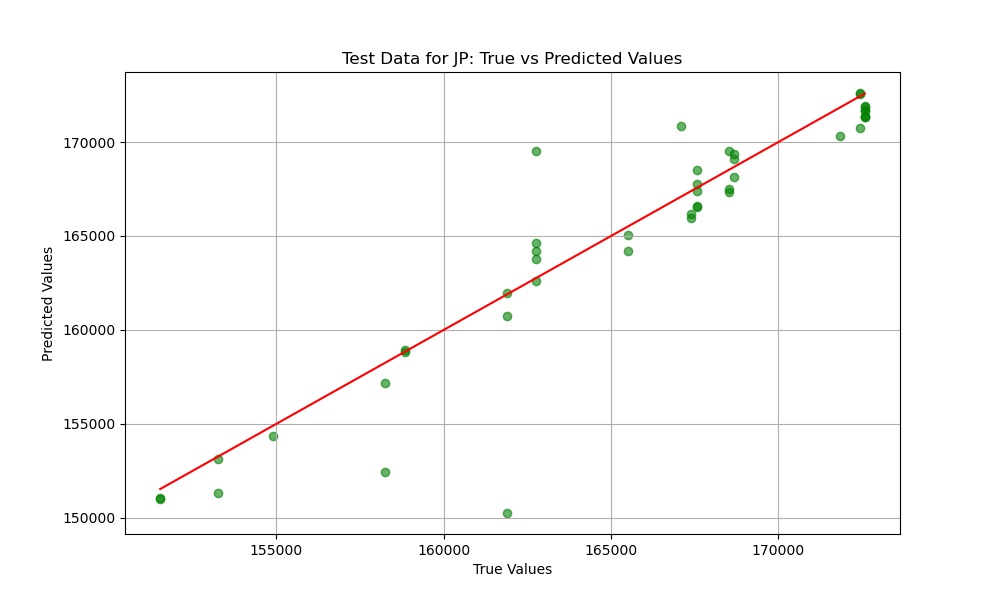 Test Data for JP: True vs Predicted Values
Predicted Values
170000
165000
160000
155000
150000
155000 160000 165000 170000
True Values